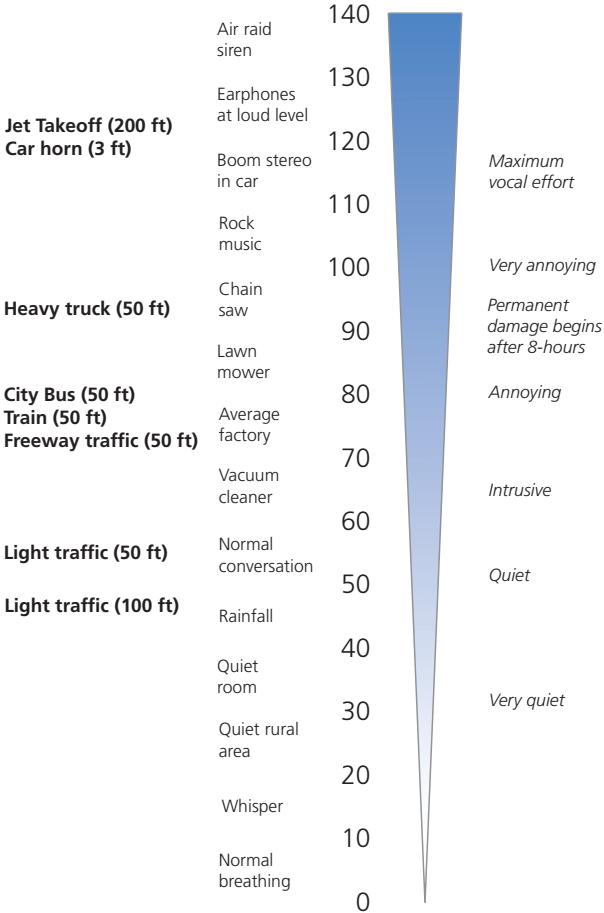 140
Air raid
siren
130
Earphones
at loud level
Jet Takeoff (200 ft)
Car horn (3 ft)
120
Boom stereo
in car
Maximum
vocal effort
110
Rock
music
100
Very annoying
Chain
saw
Heavy truck (50 ft)
Permanent
damage begins
after 8-hours
90
Lawn
mower
80
Annoying
City Bus (50 ft)
Train (50 ft)
Freeway traffic (50 ft)
Average
factory
70
Vacuum
cleaner
Intrusive
60
Light traffic (50 ft)
Normal
conversation
50
Quiet
Light traffic (100 ft)
Rainfall
40
Quiet
room
30
Very quiet
Quiet rural
area
20
Whisper
10
Normal
breathing
0